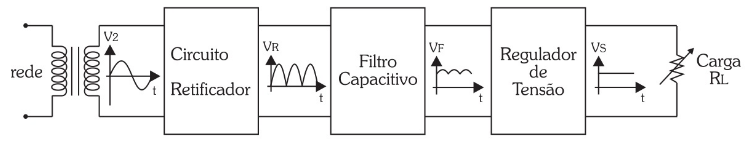 rede
V2
t
Circuito
Retificador
VR
t
Filtro
Capacitivo
VF
t
Regulador
de
Tensão
VS
t
Carga
RL